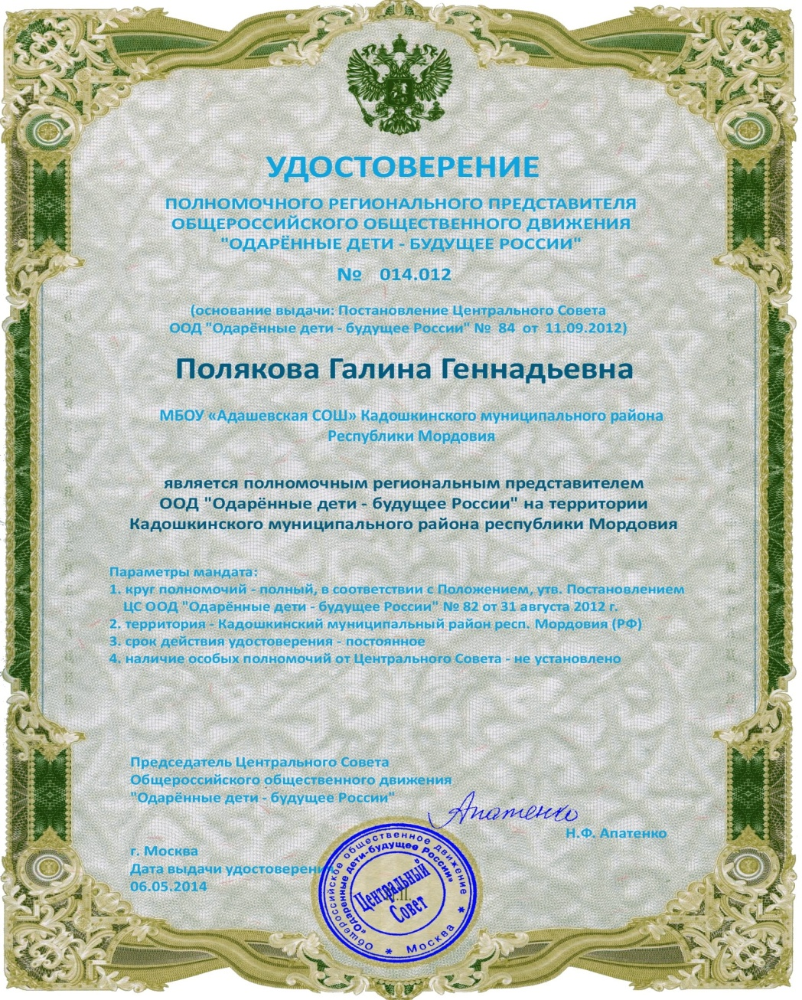 УДОСТОВЕРЕНИЕ
ПОЛНОМОЧНОГО РЕГИОНАЛЬНОГО ПРЕДСТАВИТЕЛЯ
ОБЩЕРОССИЙСКОГО ОБЩЕСТВЕННОГО ДВИЖЕНИЯ
"ОДАРЁННЫЕ ДЕТИ - БУДУЩЕЕ РОССИИ"
№ 014.012
(основание выдачи: Постановление Центрального Совета
ООД "Одарённые дети - будущее России" № 84 от 11.09.2012)
Полякова Галина Геннадьевна
МБОУ «Адашевская СОШ» Кадошкинского муниципального района
Республики Мордовия
является полномочным региональным представителем
ООД "Одарённые дети - будущее России" на территории
Кадошкинского муниципального района республики Мордовия
Параметры мандата:
1. круг полномочий - полный, в соответствии с Положением, утв. Постановлением
ЦС ООД "Одарённые дети - будущее России" № 82 от 31 августа 2012 г.
2. территория - Кадошкинский муниципальный район респ. Мордовия (РФ)
3. срок действия удостоверения - постоянное
4. наличие особых полномочий от Центрального Совета - не установлено
Председатель Центрального Совета
Общероссийского общественного движения
"Одарённые дети - будущее России"
Апатенко
Н.Ф. Апатенко
г. Москва
Дата выдачи удостоверени
06.05.2014
Общероссийское общественное движение
«Одарённые дети-будущее России»
Центральный
Совет
* Москва *